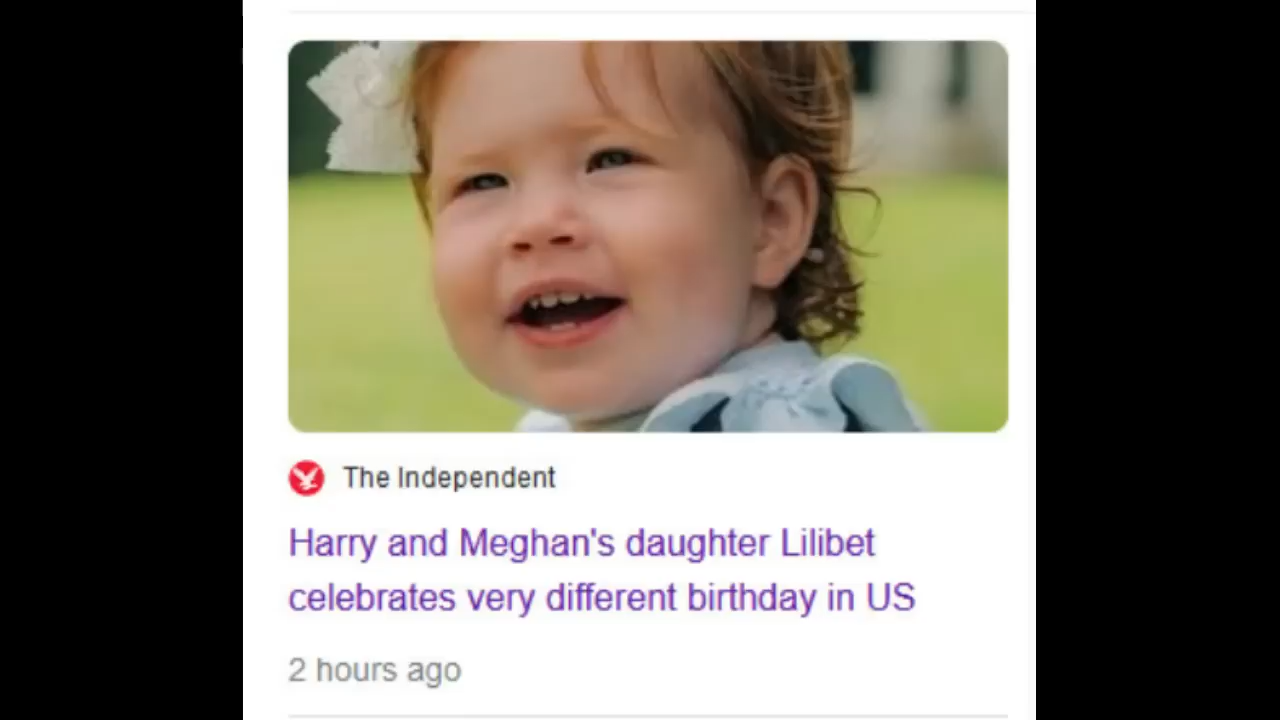 The Independent
Harry and Meghan's daughter Lilibet
celebrates very different birthday in US
2 hours ago